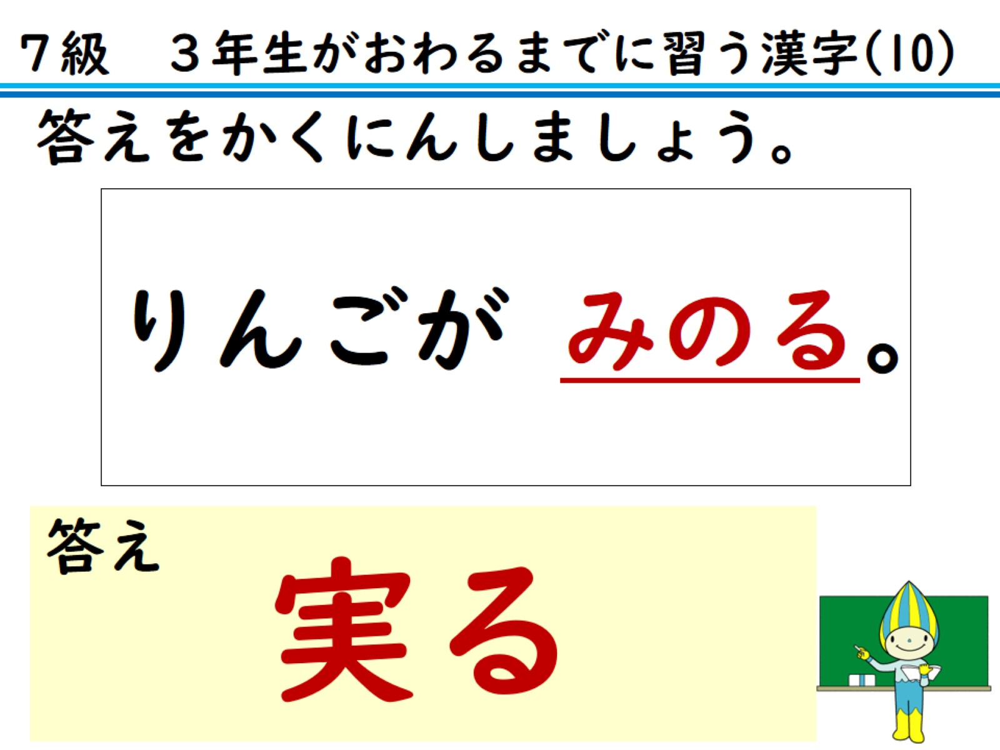 ７級　３年生がおわるまでに習う漢字(10)
答えをかくにんしましょう。
りんごが みのる。
答え
実る